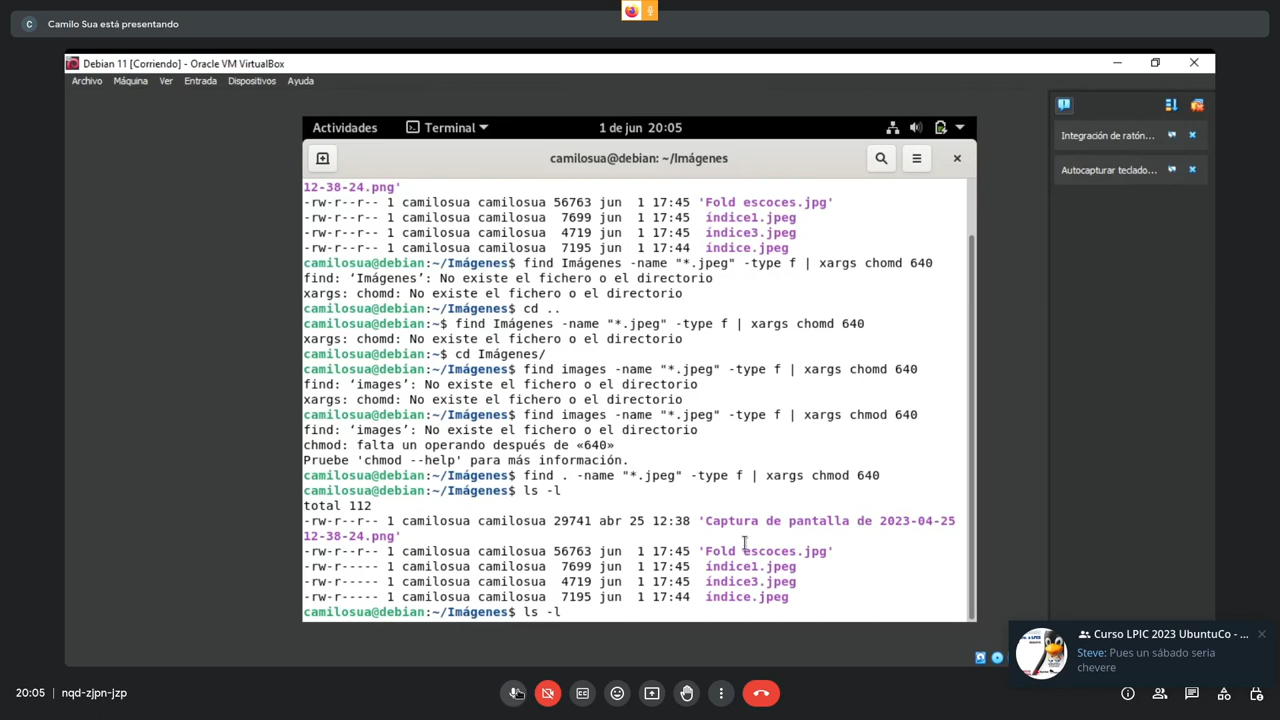 C Camilo Sua está presentando
Debian 11 [Corriendo] - Oracle VM VirtualBox
Archivo Máquina Ver Entrada Dispositivos Ayuda
Actividades Terminal 1 de jun 20:05
camilosua@debian: ~/Imágenes
12-38-24.png'
-rw-r--r-- 1 camilosua camilosua 56763 jun  1 17:45 'Fold escoces.jpg'
-rw-r--r-- 1 camilosua camilosua  7699 jun  1 17:45  índice1.jpeg
-rw-r--r-- 1 camilosua camilosua  4719 jun  1 17:45  índice3.jpeg
-rw-r--r-- 1 camilosua camilosua  7195 jun  1 17:44  índice.jpeg
camilosua@debian:~/Imágenes$ find Imágenes -name "*.jpeg" -type f | xargs chomd 640
find: ‘Imágenes’: No existe el fichero o el directorio
xargs: chomd: No existe el fichero o el directorio
camilosua@debian:~/Imágenes$ cd ..
camilosua@debian:~$ find Imágenes -name "*.jpeg" -type f | xargs chomd 640
xargs: chomd: No existe el fichero o el directorio
camilosua@debian:~$ cd Imágenes/
camilosua@debian:~/Imágenes$ find images -name "*.jpeg" -type f | xargs chomd 640
find: ‘images’: No existe el fichero o el directorio
xargs: chomd: No existe el fichero o el directorio
camilosua@debian:~/Imágenes$ find images -name "*.jpeg" -type f | xargs chmod 640
find: ‘images’: No existe el fichero o el directorio
chmod: falta un operando después de «640»
Pruebe 'chmod --help' para más información.
camilosua@debian:~/Imágenes$ find . -name "*.jpeg" -type f | xargs chmod 640
camilosua@debian:~/Imágenes$ ls -l
total 112
-rw-r--r-- 1 camilosua camilosua 29741 abr 25 12:38 'Captura de pantalla de 2023-04-25
12-38-24.png'
-rw-r--r-- 1 camilosua camilosua 56763 jun  1 17:45 'Fold escoces.jpg'
-rw-r----- 1 camilosua camilosua  7699 jun  1 17:45  índice1.jpeg
-rw-r----- 1 camilosua camilosua  4719 jun  1 17:45  índice3.jpeg
-rw-r----- 1 camilosua camilosua  7195 jun  1 17:44  índice.jpeg
camilosua@debian:~/Imágenes$ ls -l
Integración de ratón...
Autocapturar teclado...
Curso LPIC 2023 UbuntuCo - ...
Steve: Pues un sábado seria
chevere
20:05 nqd-zjpn-jzp